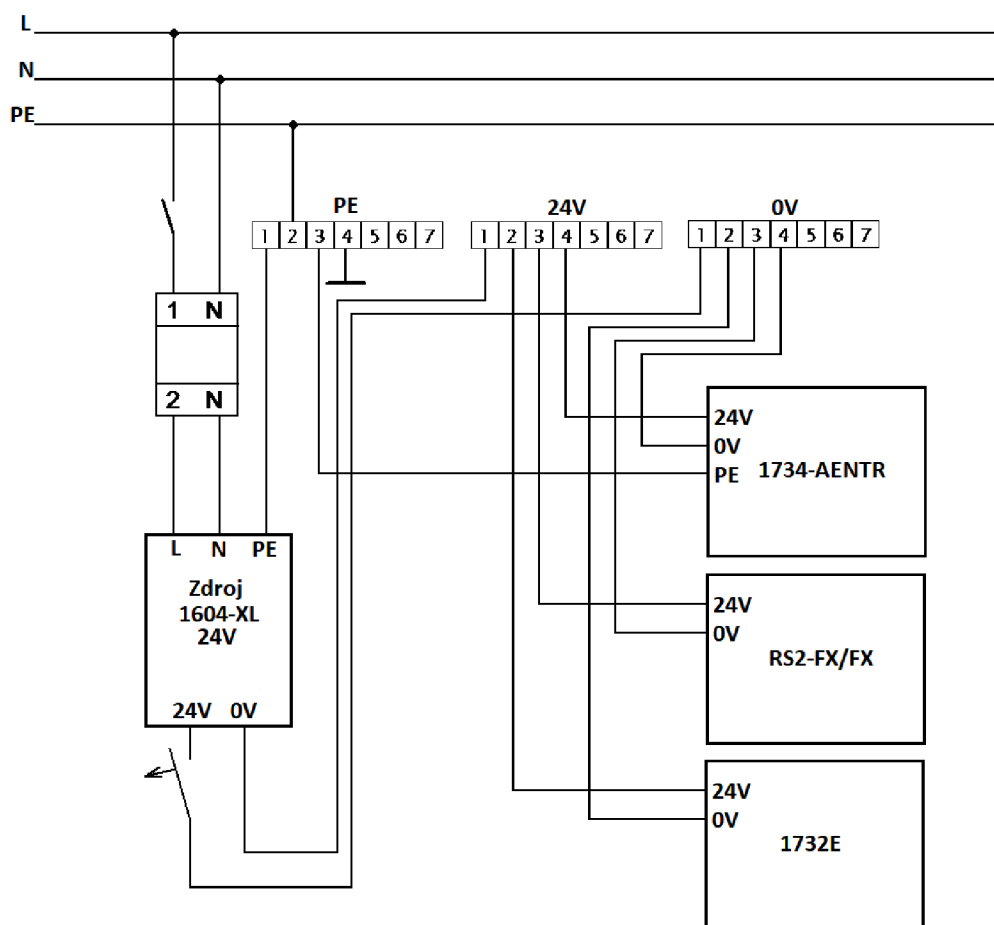 L
N
PE
PE
24V
0V
1 2 3 4 5 6 7
1 2 3 4 5 6 7
1 2 3 4 5 6 7
1 N
2 N
24V
0V
PE
1734-AENTR
L N PE
Zdroj
1604-XL
24V
24V 0V
24V
0V
RS2-FX/FX
24V
0V
1732E